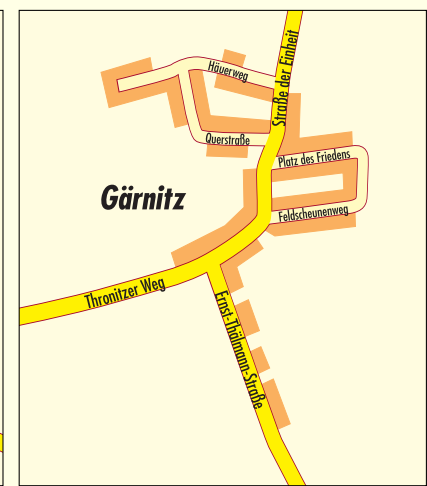 Häuerweg
Straße der Einheit
Querstraße
Platz des Friedens
Gärnitz
Feldscheunenweg
Thronitzer Weg
Ernst-Thälmann-Straße